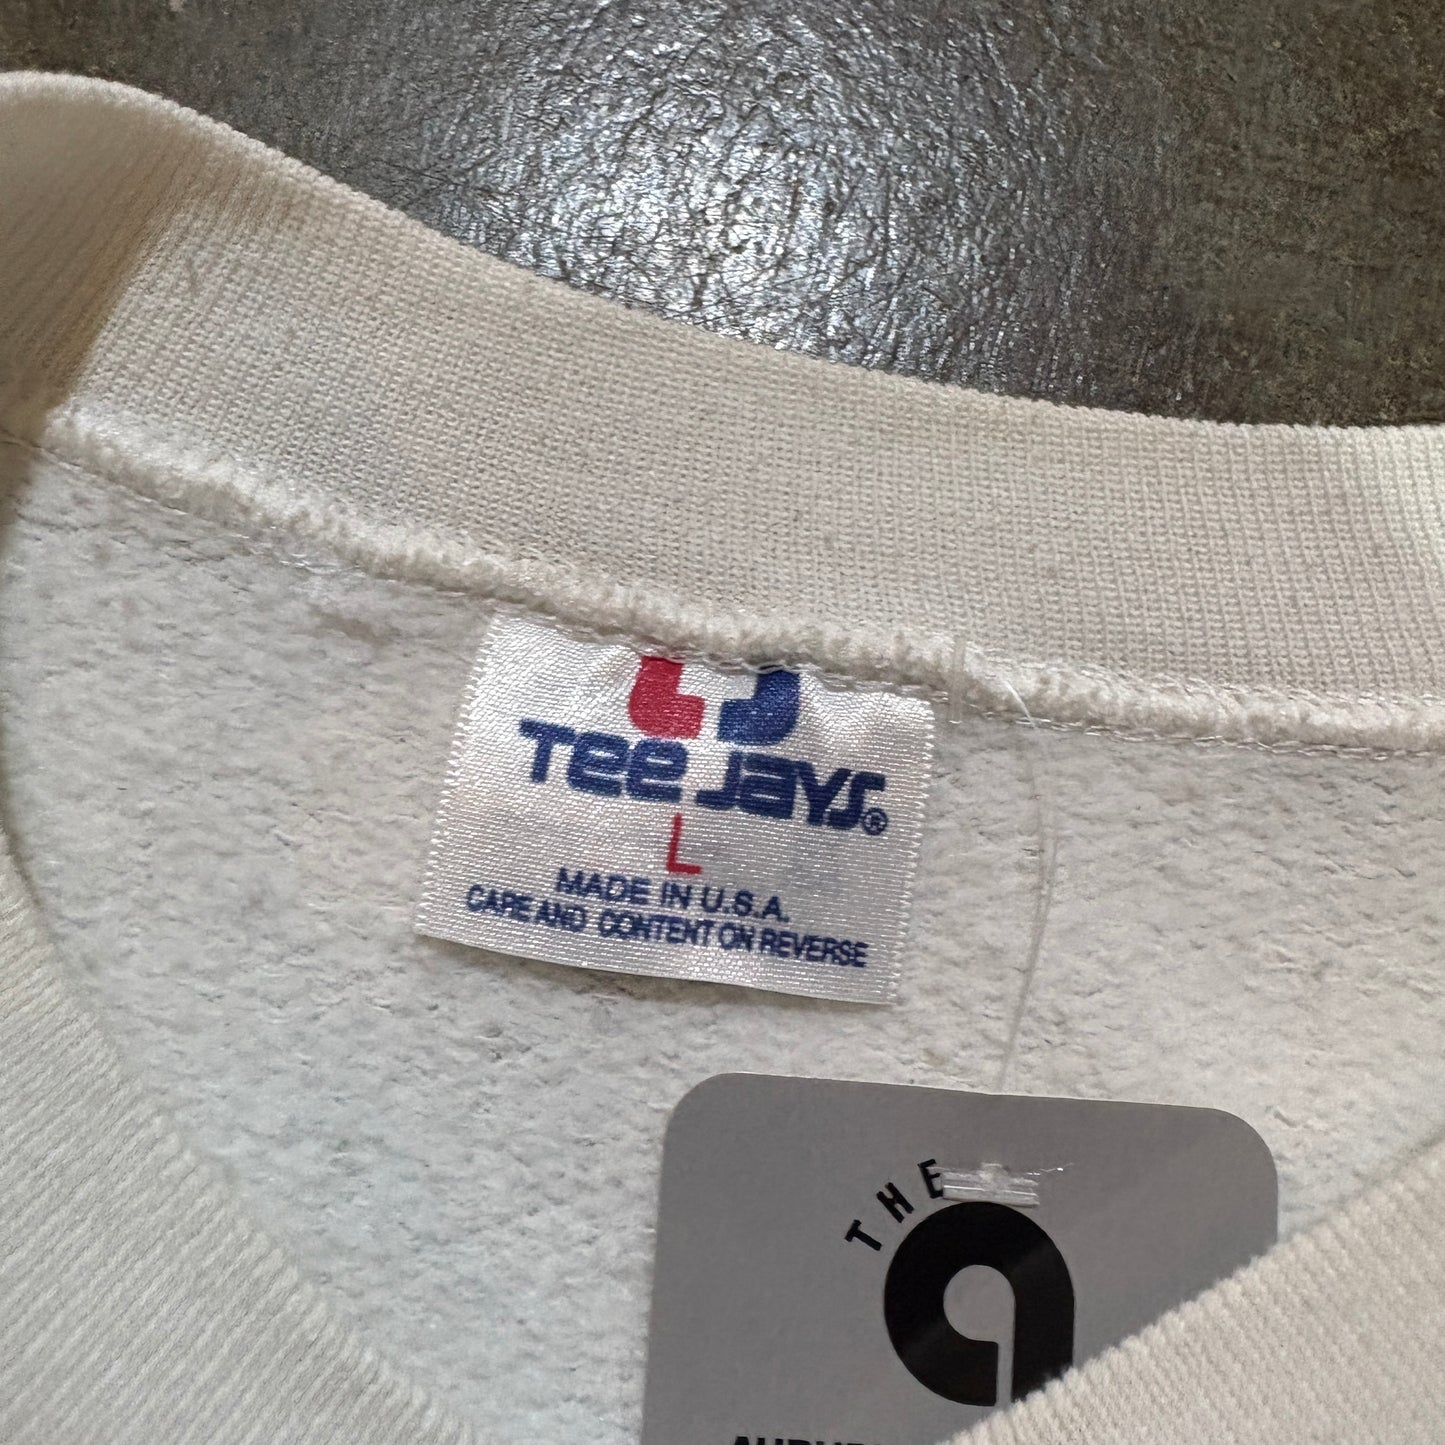 Tee Jays®
L
MADE IN U.S.A.
CARE AND CONTENT ON REVERSE
THE